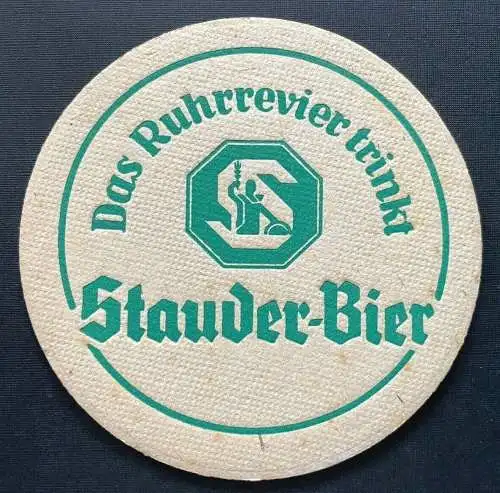 Das Ruhrrevier trinkt
S
Stauder-Bier